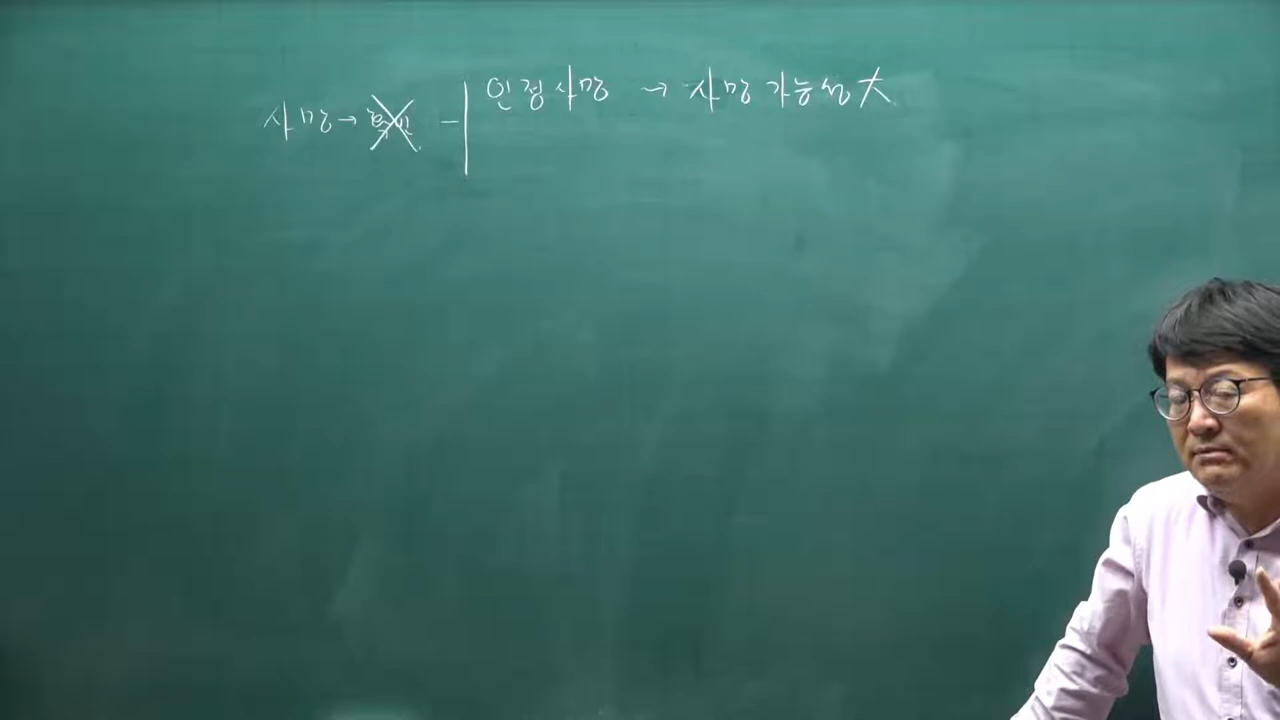 사망 → 확인 ㅡ
인정사망 → 사망 가능성 大